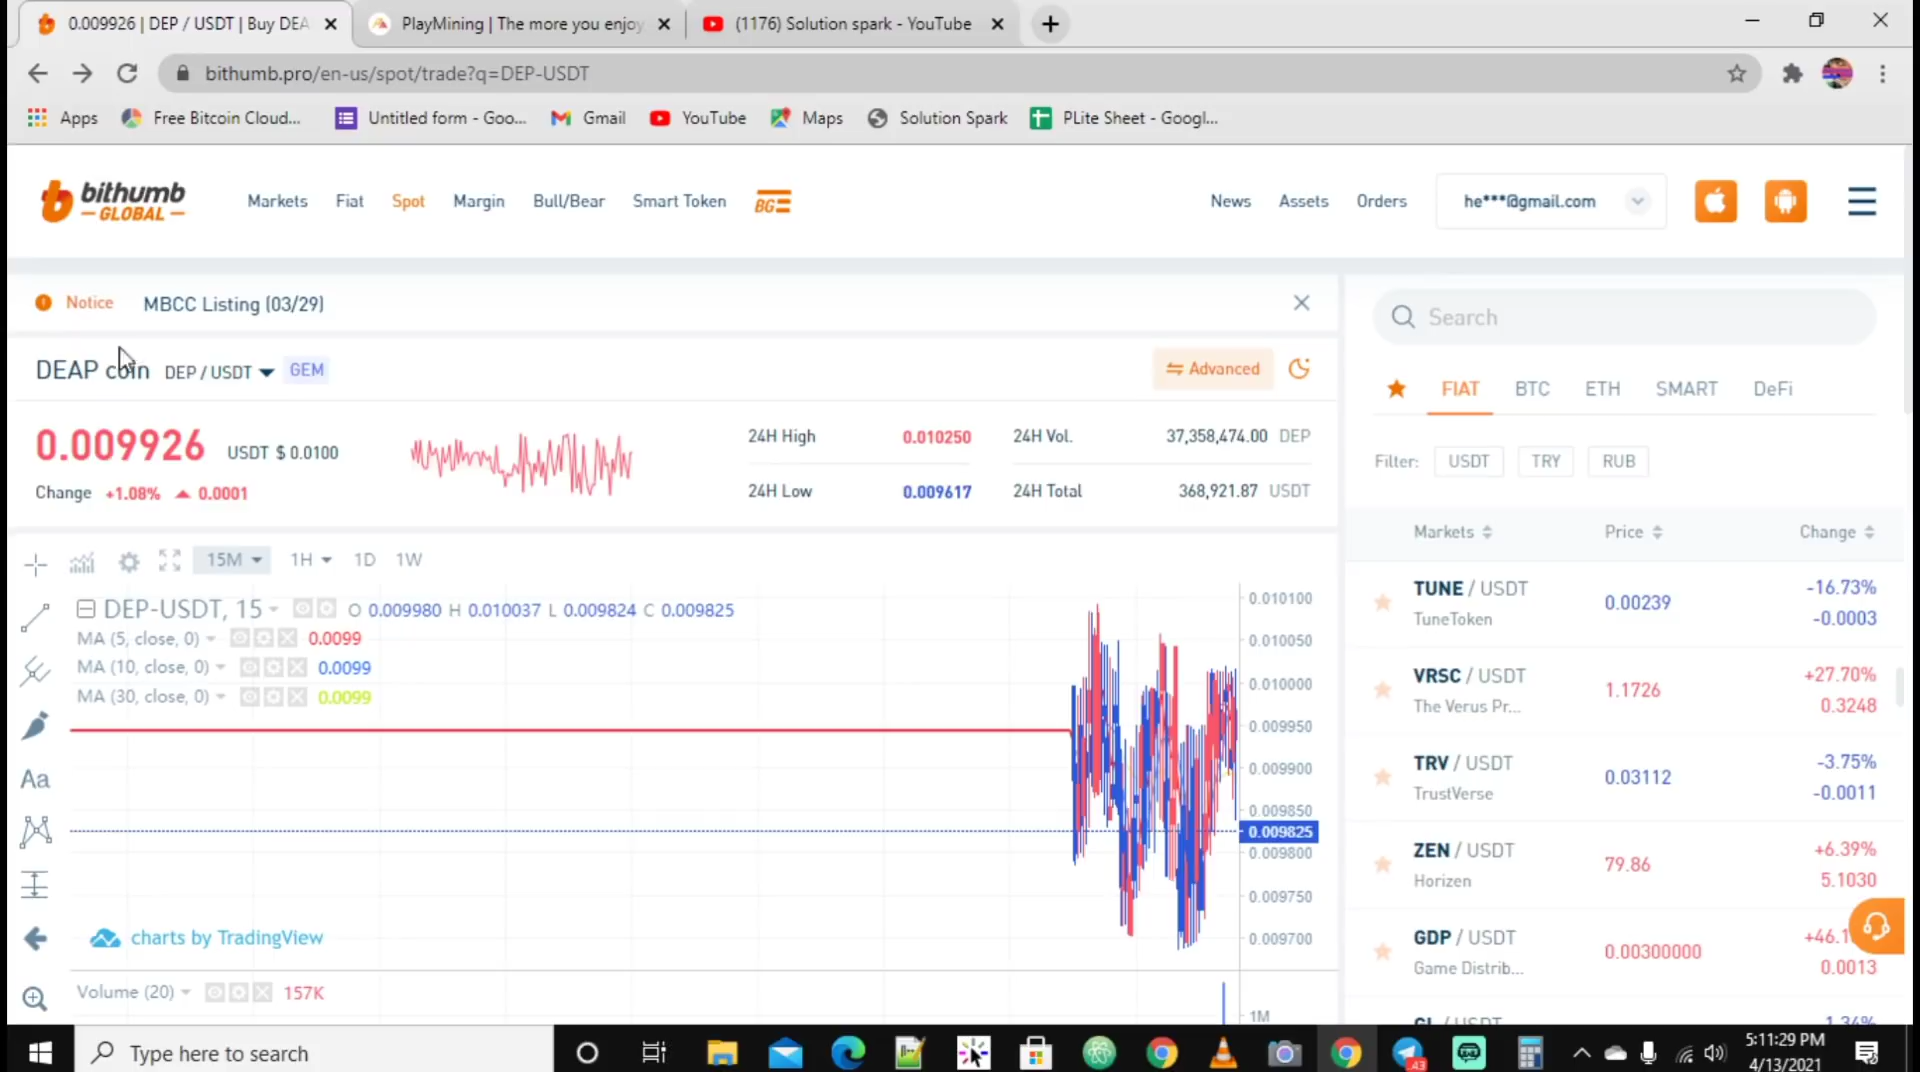 0.009926 | DEP / USDT | Buy DEA
PlayMining | The more you enjoy
(1176) Solution spark - YouTube
bithumb.pro/en-us/spot/trade?q=DEP-USDT
Apps
Free Bitcoin Cloud...
Untitled form - Goo...
Gmail
YouTube
Maps
Solution Spark
PLite Sheet - Googl...
bithumb
GLOBAL
Markets
Fiat
Spot
Margin
Bull/Bear
Smart Token
BG
News
Assets
Orders
he***@gmail.com
Notice
MBCC Listing (03/29)
DEAP coin
DEP / USDT
GEM
Advanced
0.009926
USDT $ 0.0100
Change +1.08% 0.0001
24H High 0.010250
24H Vol. 37,358,474.00 DEP
24H Low 0.009617
24H Total 368,921.87 USDT
15M
1H
1D
1W
DEP-USDT, 15
O 0.009980 H 0.010037 L 0.009824 C 0.009825
MA (5, close, 0) 0.0099
MA (10, close, 0) 0.0099
MA (30, close, 0) 0.0099
Aa
0.010100
0.010050
0.010000
0.009950
0.009900
0.009850
0.009825
0.009800
0.009750
0.009700
charts by TradingView
Volume (20) 157K
1M
Search
FIAT
BTC
ETH
SMART
DeFi
Filter:
USDT
TRY
RUB
Markets
Price
Change
TUNE / USDT
TuneToken
0.00239
-16.73%
-0.0003
VRSC / USDT
The Verus Pr...
1.1726
+27.70%
0.3248
TRV / USDT
TrustVerse
0.03112
-3.75%
-0.0011
ZEN / USDT
Horizen
79.86
+6.39%
5.1030
GDP / USDT
Game Distrib...
0.00300000
+46.1
0.0013
Type here to search
43
5:11:29 PM
4/13/2021